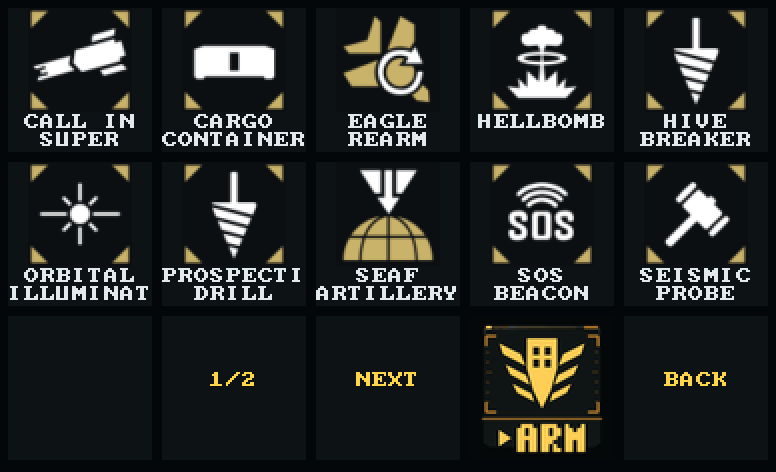 CALL IN
SUPER
CARGO
CONTAINER
EAGLE
REARM
HELLBOMB
HIVE
BREAKER
SOS
ORBITAL
ILLUMINAT
PROSPECTI
DRILL
SEAF
ARTILLERY
SOS
BEACON
SEISMIC
PROBE
1/2
NEXT
ARM
BACK